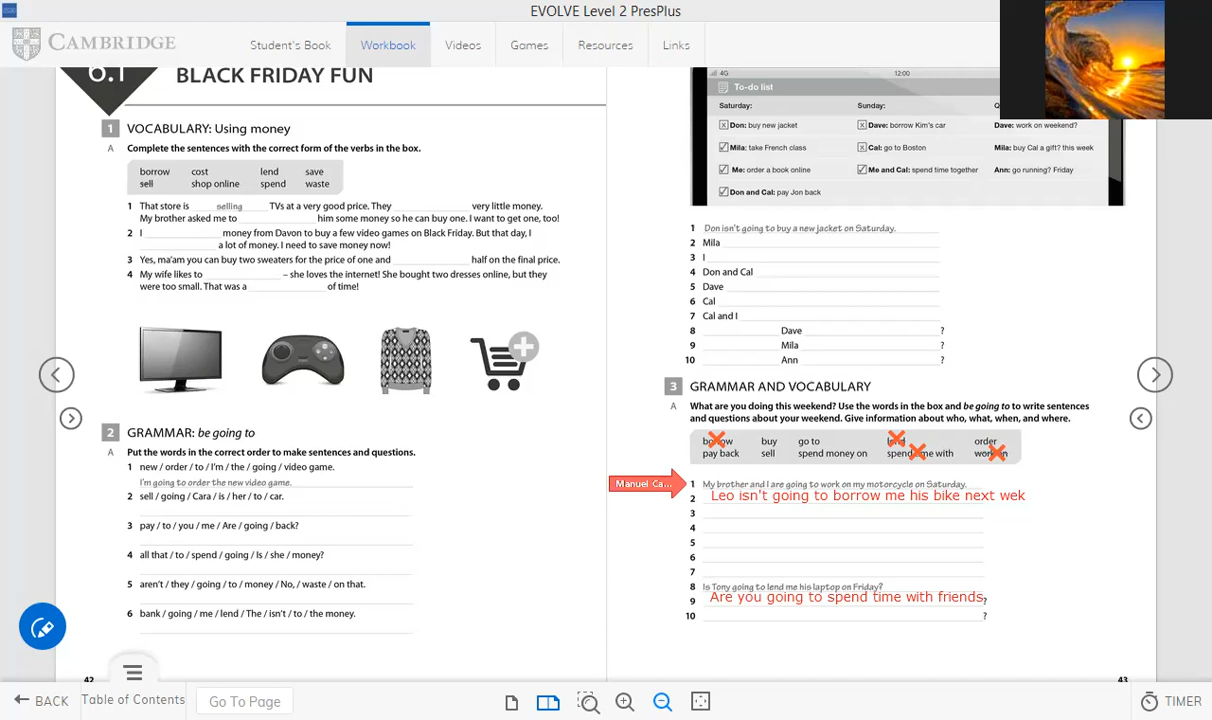 EVOLVE Level 2 PresPlus
CAMBRIDGE
Student's Book
Workbook
Videos
Games
Resources
Links
6.1
BLACK FRIDAY FUN
1 VOCABULARY: Using money
A Complete the sentences with the correct form of the verbs in the box.
borrow cost lend save
sell shop online spend waste
1 That store is selling TVs at a very good price. They very little money.
My brother asked me to him some money so he can buy one. I want to get one, too!
2 I money from Davon to buy a few video games on Black Friday. But that day, I
a lot of money. I need to save money now!
3 Yes, ma'am you can buy two sweaters for the price of one and half on the final price.
4 My wife likes to – she loves the internet! She bought two dresses online, but they
were too small. That was a of time!
2 GRAMMAR: be going to
A Put the words in the correct order to make sentences and questions.
1 new / order / to / I'm / the / going / video game.
I'm going to order the new video game.
2 sell / going / Cara / is / her / to / car.
3 pay / to / you / me / Are / going / back?
4 all that / to / spend / going / Is / she / money?
5 aren't / they / going / to / money / No, / waste / on that.
6 bank / going / me / lend / The / isn't / to / the money.
42
4G 12:00
To-do list
Saturday: Sunday: Q
Don: buy new jacket Dave: borrow Kim's car Dave: work on weekend?
Mila: take French class Cal: go to Boston Mila: buy Cal a gift? this week
Me: order a book online Me and Cal: spend time together Ann: go running? Friday
Don and Cal: pay Jon back
1 Don isn't going to buy a new jacket on Saturday.
2 Mila
3 I
4 Don and Cal
5 Dave
6 Cal
7 Cal and I
8 Dave ?
9 Mila ?
10 Ann ?
3 GRAMMAR AND VOCABULARY
A What are you doing this weekend? Use the words in the box and be going to to write sentences
and questions about your weekend. Give information about who, what, when, and where.
borrow buy go to lend order
pay back sell spend money on spend time with work on
Manuel Ca...
1 My brother and I are going to work on my motorcycle on Saturday.
2 Leo isn't going to borrow me his bike next wek
3
4
5
6
7
8 Is Tony going to lend me his laptop on Friday?
9 Are you going to spend time with friends ?
10 ?
43
BACK
Table of Contents
Go To Page
TIMER